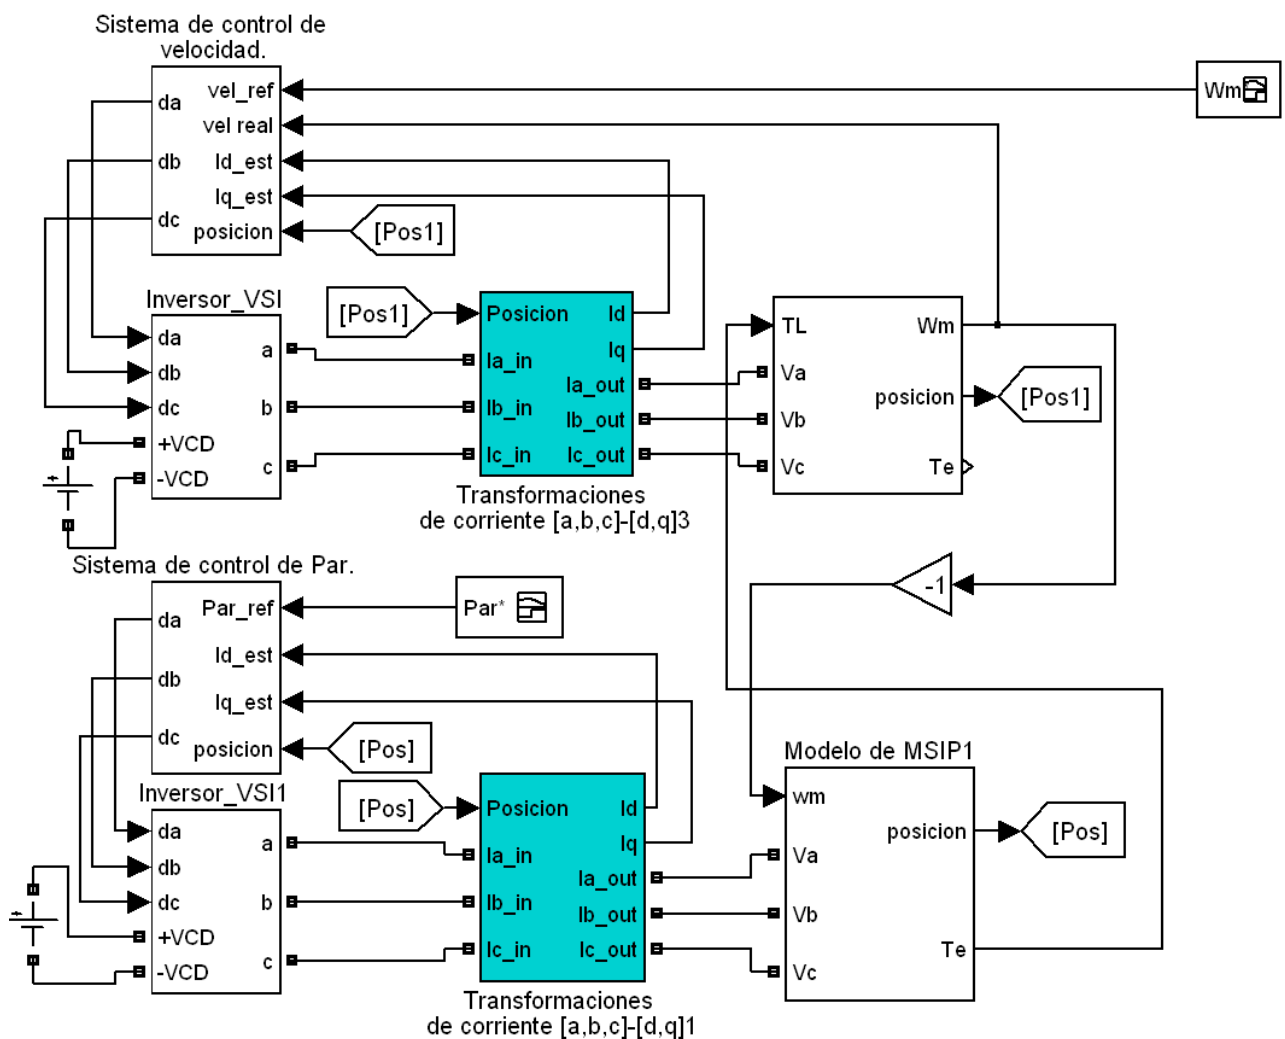 Sistema de control de
velocidad.
da
db
dc
vel_ref
vel real
Id_est
Iq_est
posicion
Wm
[Pos1]
Inversor_VSI
da
db
dc
+VCD
-VCD
a
b
c
[Pos1]
Posicion
Ia_in
Ib_in
Ic_in
Id
Iq
Ia_out
Ib_out
Ic_out
Transformaciones
de corriente [a,b,c]-[d,q]3
TL
Va
Vb
Vc
Wm
posicion
Te
[Pos1]
-1
Sistema de control de Par.
da
db
dc
Par_ref
Id_est
Iq_est
posicion
Par*
[Pos]
Inversor_VSI1
da
db
dc
+VCD
-VCD
a
b
c
[Pos]
Posicion
Ia_in
Ib_in
Ic_in
Id
Iq
Ia_out
Ib_out
Ic_out
Transformaciones
de corriente [a,b,c]-[d,q]1
Modelo de MSIP1
wm
Va
Vb
Vc
posicion
Te
[Pos]